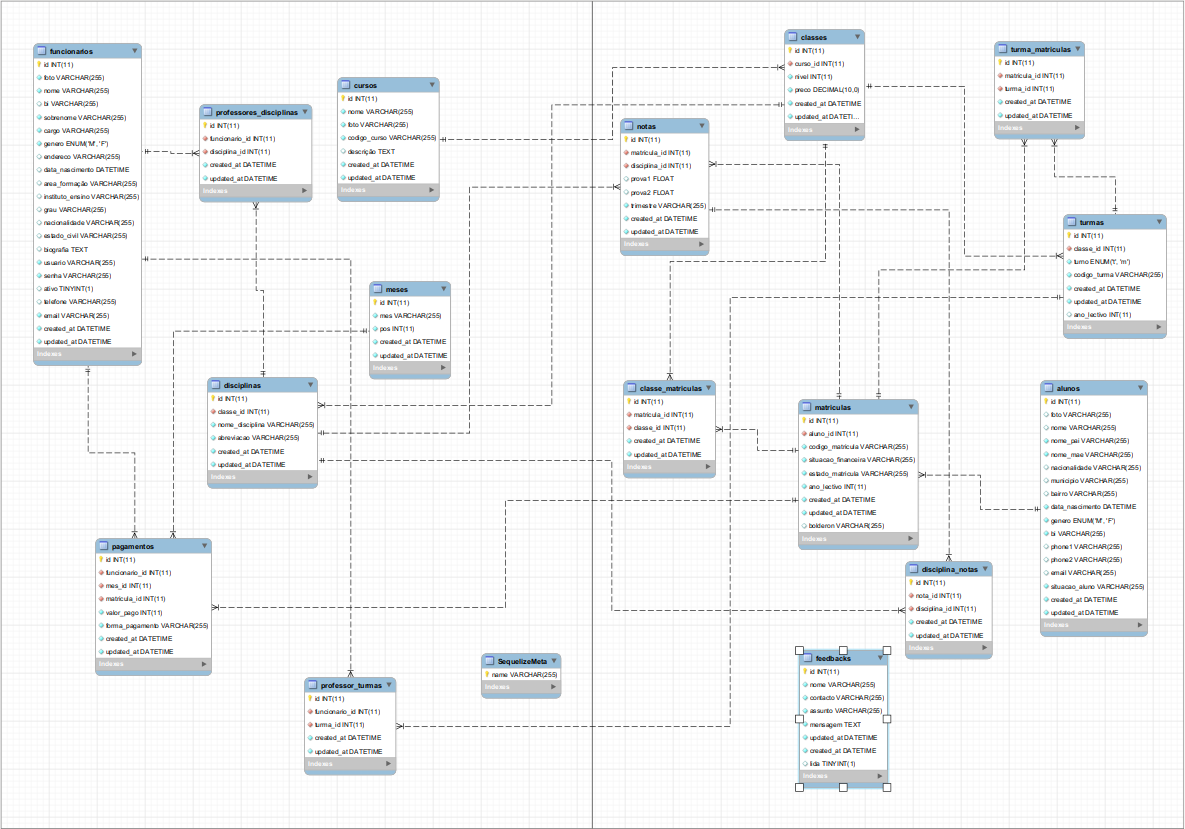 funcionarios
id INT(11)
foto VARCHAR(255)
nome VARCHAR(255)
bi VARCHAR(255)
sobrenome VARCHAR(255)
cargo VARCHAR(255)
genero ENUM('M', 'F')
endereco VARCHAR(255)
data_nascimento DATETIME
area_formação VARCHAR(255)
instituto_ensino VARCHAR(255)
grau VARCHAR(255)
nacionalidade VARCHAR(255)
estado_civil VARCHAR(255)
biografia TEXT
usuario VARCHAR(255)
senha VARCHAR(255)
ativo TINYINT(1)
telefone VARCHAR(255)
email VARCHAR(255)
created_at DATETIME
updated_at DATETIME
Indexes
professores_disciplinas
id INT(11)
funcionario_id INT(11)
disciplina_id INT(11)
created_at DATETIME
updated_at DATETIME
Indexes
cursos
id INT(11)
nome VARCHAR(255)
foto VARCHAR(255)
codigo_curso VARCHAR(255)
descrição TEXT
created_at DATETIME
updated_at DATETIME
Indexes
meses
id INT(11)
mes VARCHAR(255)
pos INT(11)
created_at DATETIME
updated_at DATETIME
Indexes
disciplinas
id INT(11)
classe_id INT(11)
nome_disciplina VARCHAR(255)
abreviacao VARCHAR(255)
created_at DATETIME
updated_at DATETIME
Indexes
pagamentos
id INT(11)
funcionario_id INT(11)
mes_id INT(11)
matricula_id INT(11)
valor_pago INT(11)
forma_pagamento VARCHAR(255)
created_at DATETIME
updated_at DATETIME
Indexes
professor_turmas
id INT(11)
funcionario_id INT(11)
turma_id INT(11)
created_at DATETIME
updated_at DATETIME
Indexes
SequelizeMeta
name VARCHAR(255)
Indexes
classes
id INT(11)
curso_id INT(11)
nivel INT(11)
preco DECIMAL(10,0)
created_at DATETIME
updated_at DATETI...
Indexes
turma_matriculas
id INT(11)
matricula_id INT(11)
turma_id INT(11)
created_at DATETIME
updated_at DATETIME
Indexes
notas
id INT(11)
matricula_id INT(11)
disciplina_id INT(11)
prova1 FLOAT
prova2 FLOAT
trimestre VARCHAR(255)
created_at DATETIME
updated_at DATETIME
Indexes
turmas
id INT(11)
classe_id INT(11)
turno ENUM('t', 'm')
codigo_turma VARCHAR(255)
created_at DATETIME
updated_at DATETIME
ano_lectivo INT(11)
Indexes
classe_matriculas
id INT(11)
matricula_id INT(11)
classe_id INT(11)
created_at DATETIME
updated_at DATETIME
Indexes
matriculas
id INT(11)
aluno_id INT(11)
codigo_matricula VARCHAR(255)
situacao_financeira VARCHAR(255)
estado_matricula VARCHAR(255)
ano_lectivo INT(11)
created_at DATETIME
updated_at DATETIME
bolderon VARCHAR(255)
Indexes
alunos
id INT(11)
foto VARCHAR(255)
nome VARCHAR(255)
nome_pai VARCHAR(255)
nome_mae VARCHAR(255)
nacionalidade VARCHAR(255)
municipio VARCHAR(255)
bairro VARCHAR(255)
data_nascimento DATETIME
genero ENUM('M', 'F')
bi VARCHAR(255)
phone1 VARCHAR(255)
phone2 VARCHAR(255)
email VARCHAR(255)
situacao_aluno VARCHAR(255)
created_at DATETIME
updated_at DATETIME
Indexes
disciplina_notas
id INT(11)
nota_id INT(11)
disciplina_id INT(11)
created_at DATETIME
updated_at DATETIME
Indexes
feedbacks
id INT(11)
nome VARCHAR(255)
contacto VARCHAR(255)
assunto VARCHAR(255)
mensagem TEXT
updated_at DATETIME
created_at DATETIME
lida TINYINT(1)
Indexes